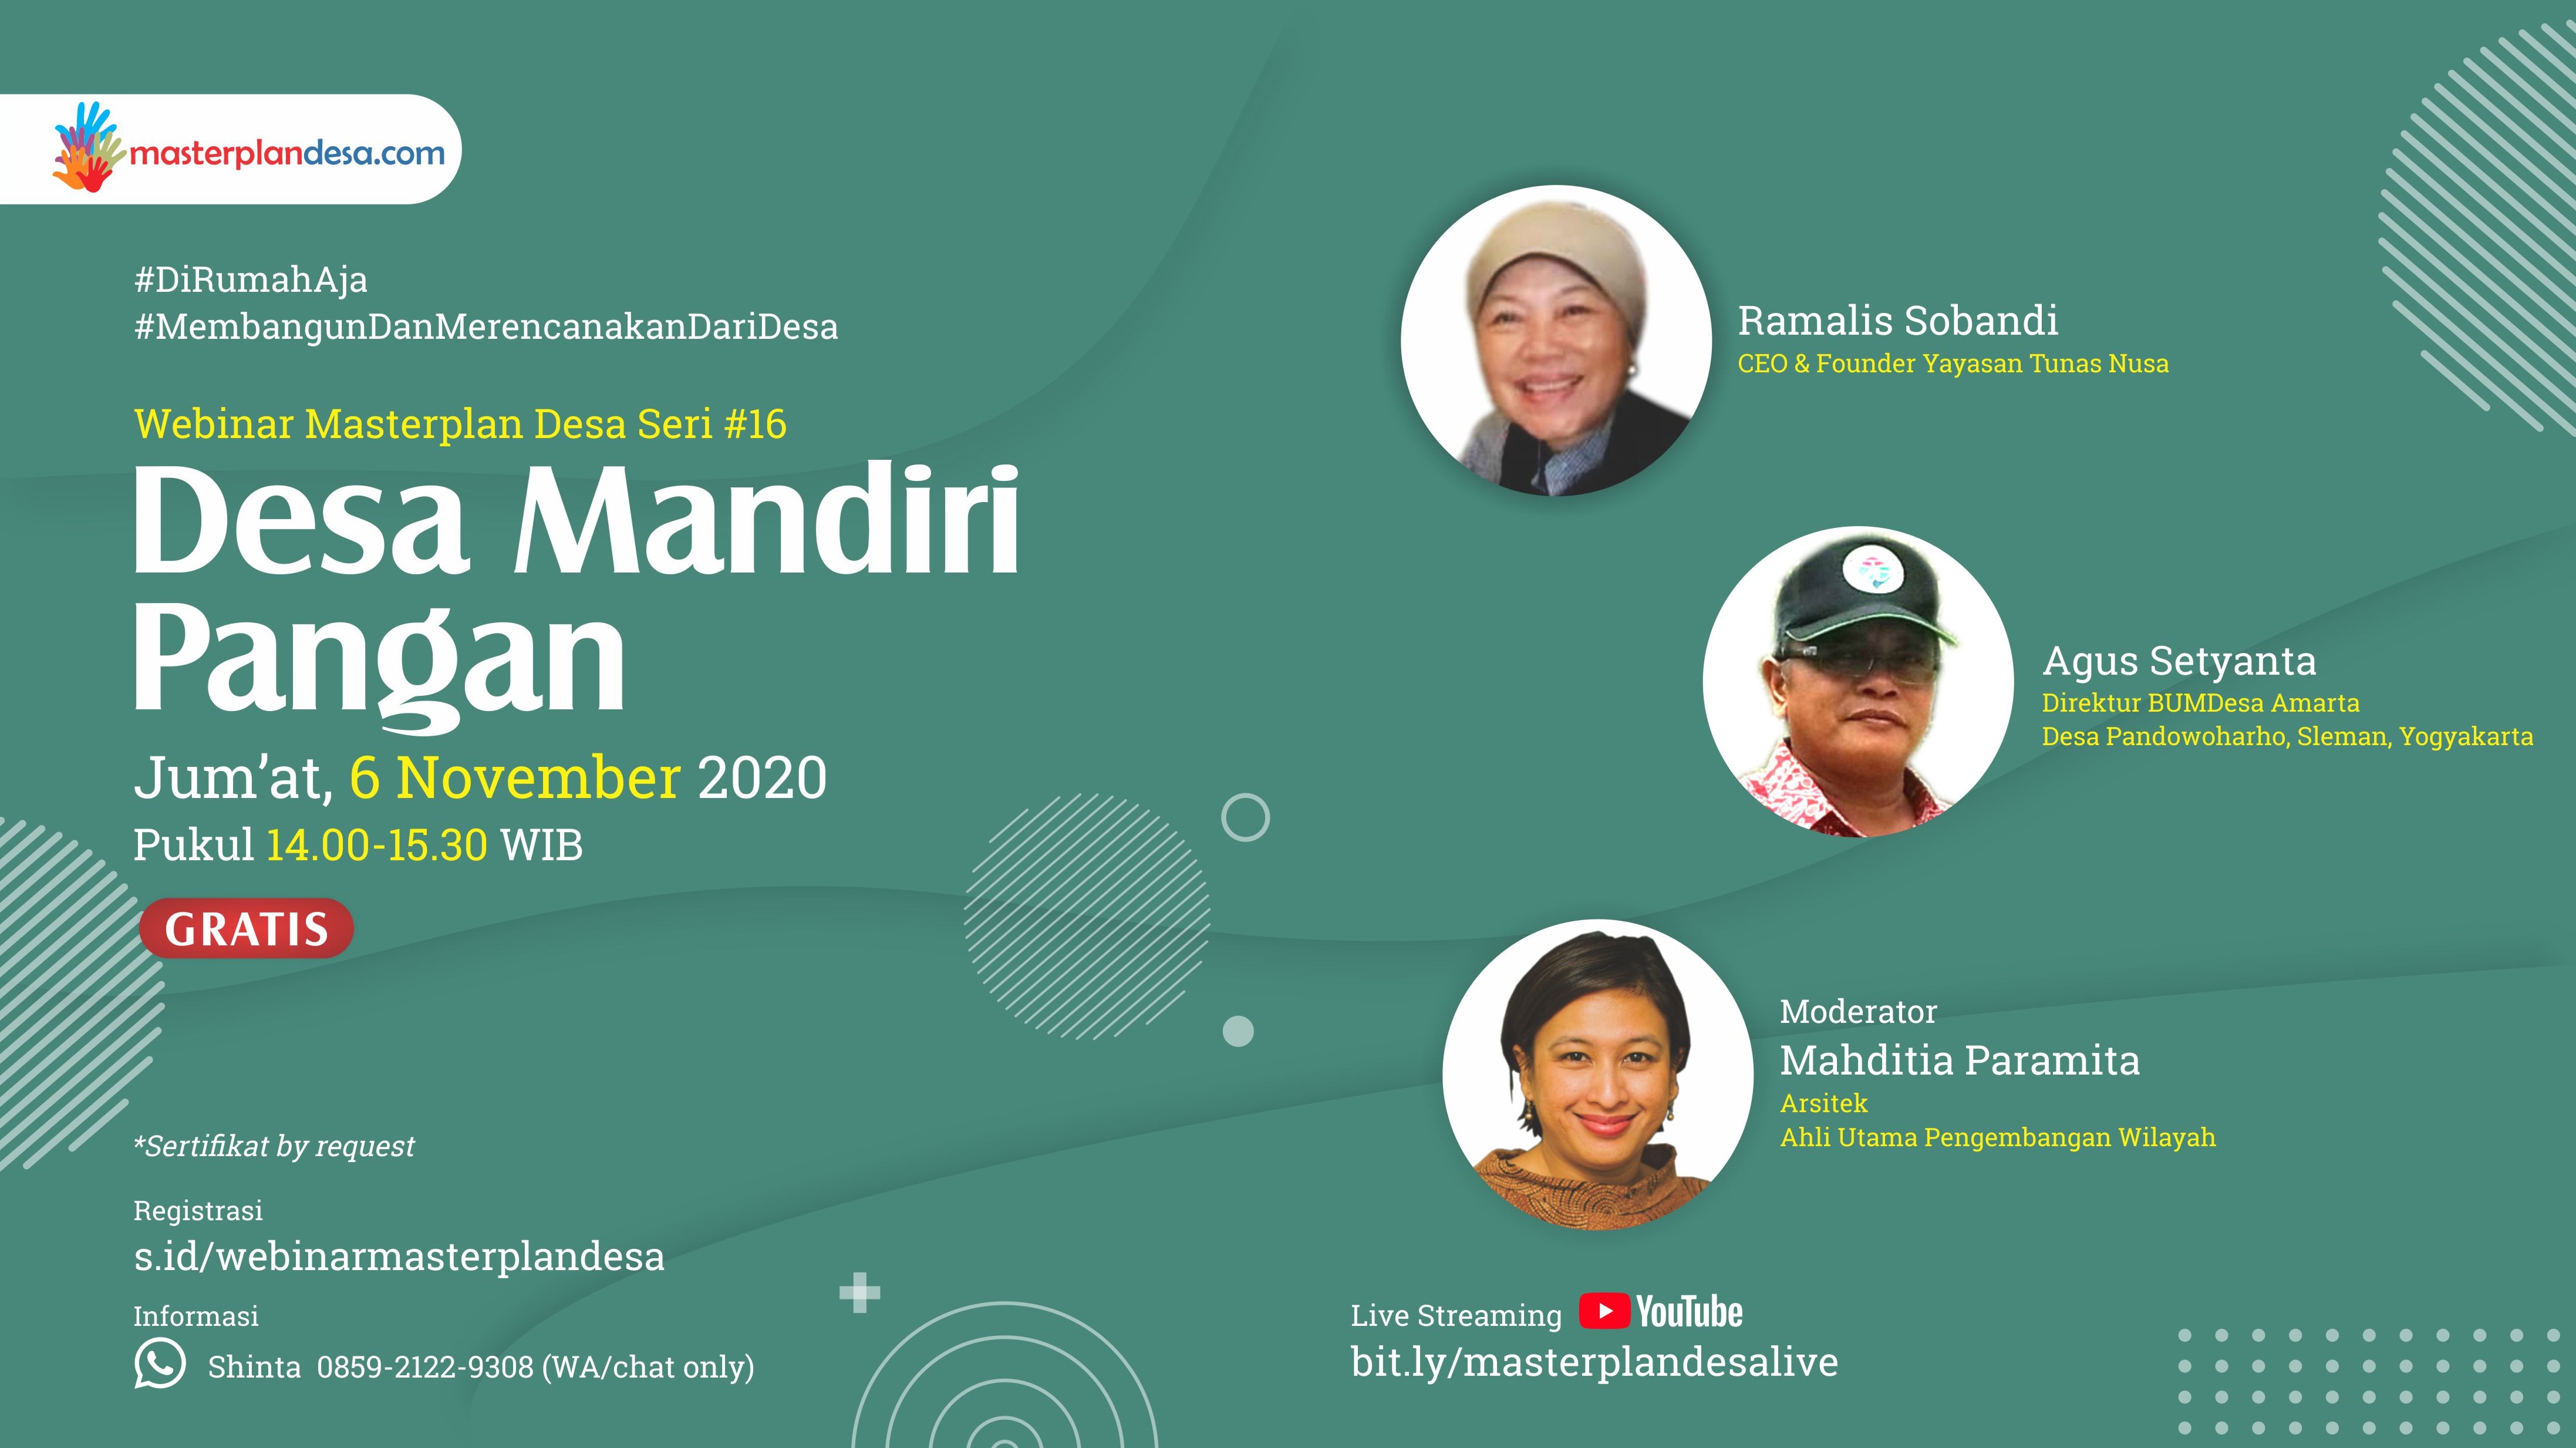 masterplandesa.com
#DiRumahAja
#MembangunDanMerencanakanDariDesa
Webinar Masterplan Desa Seri #16
Desa Mandiri
Pangan
Jum’at, 6 November 2020
Pukul 14.00-15.30 WIB
GRATIS
*Sertifikat by request
Registrasi
s.id/webinarmasterplandesa
Informasi
Shinta 0859-2122-9308 (WA/chat only)
Ramalis Sobandi
CEO & Founder Yayasan Tunas Nusa
Agus Setyanta
Direktur BUMDesa Amarta
Desa Pandowoharho, Sleman, Yogyakarta
Moderator
Mahditia Paramita
Arsitek
Ahli Utama Pengembangan Wilayah
Live Streaming YouTube
bit.ly/masterplandesalive